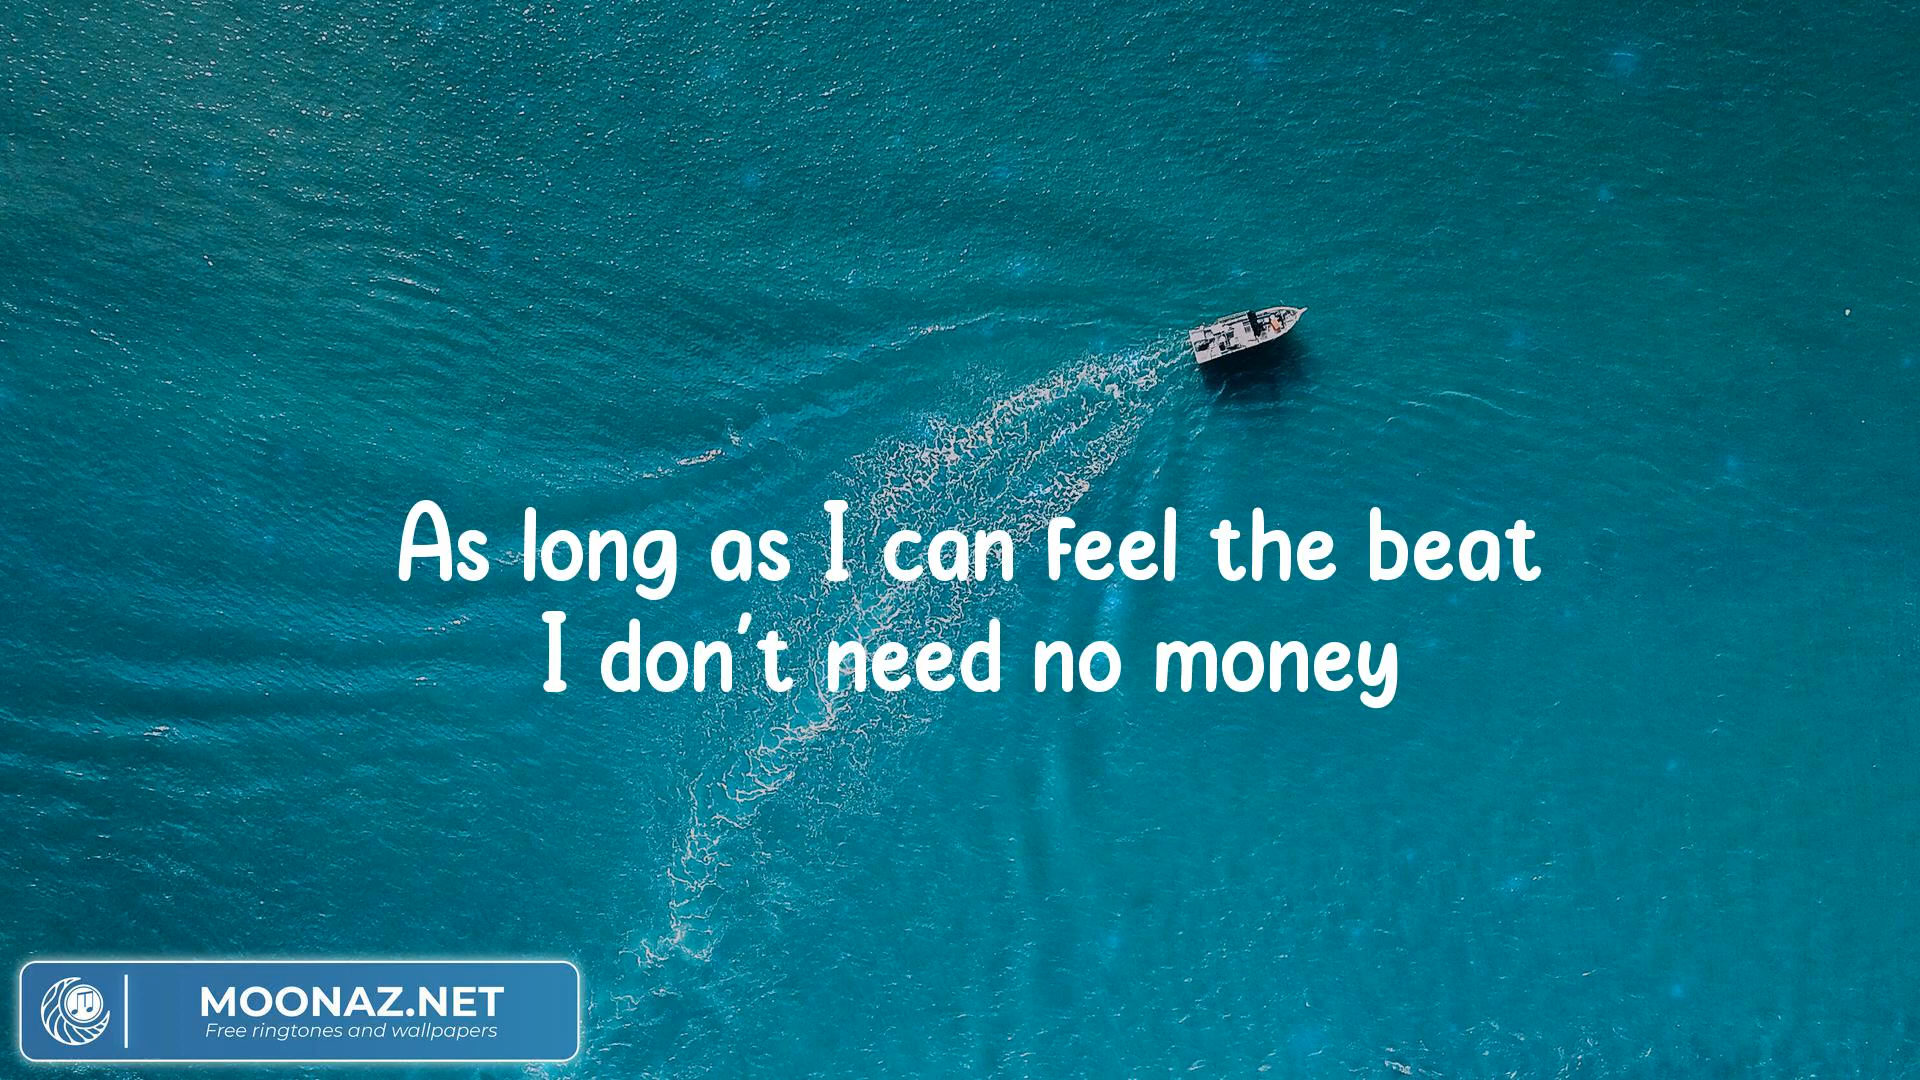 As long as I can feel the beat
I don't need no money
MOONAZ.NET
Free ringtones and wallpapers